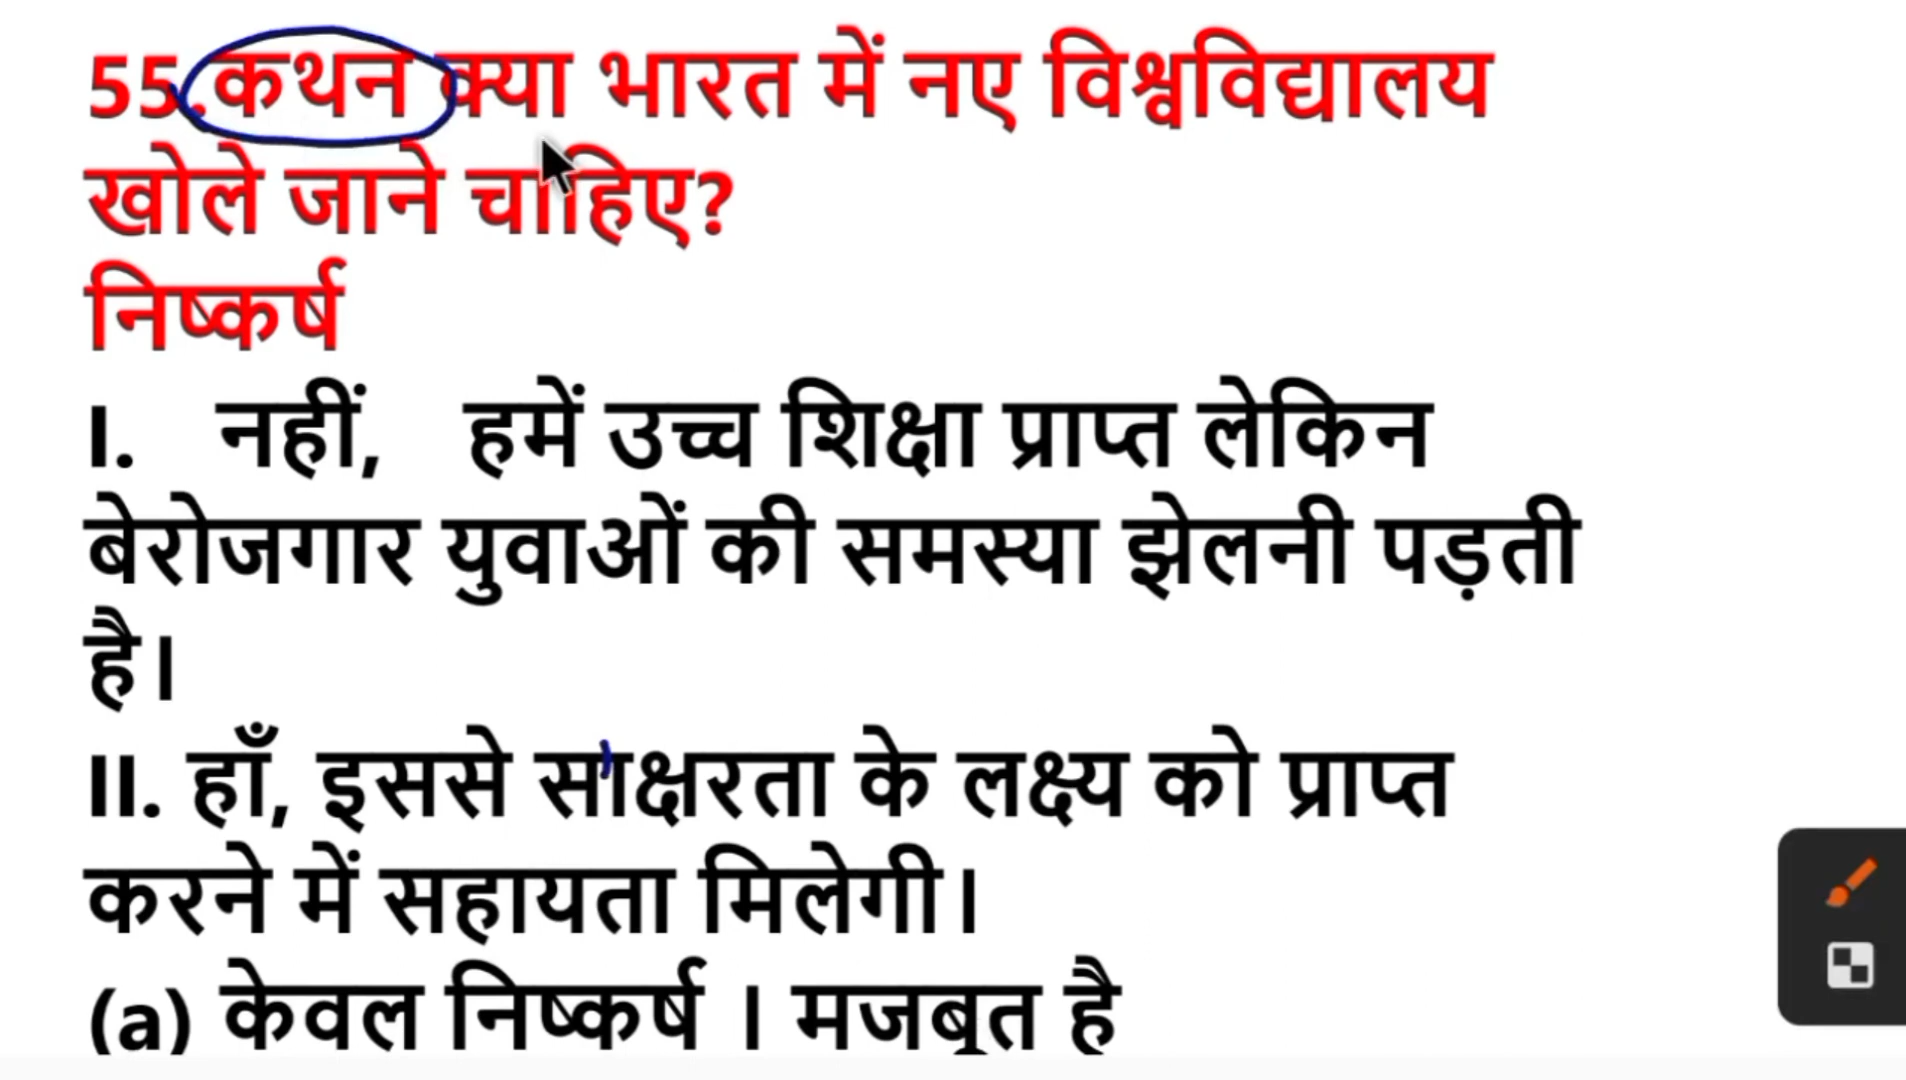 55.कथन क्या भारत में नए विश्वविद्यालय
खोले जाने चाहिए?
निष्कर्ष
I. नहीं, हमें उच्च शिक्षा प्राप्त लेकिन
बेरोजगार युवाओं की समस्या झेलनी पड़ती
है।
II. हाँ, इससे साक्षरता के लक्ष्य को प्राप्त
करने में सहायता मिलेगी।
(a) केवल निष्कर्ष । मजबूत है